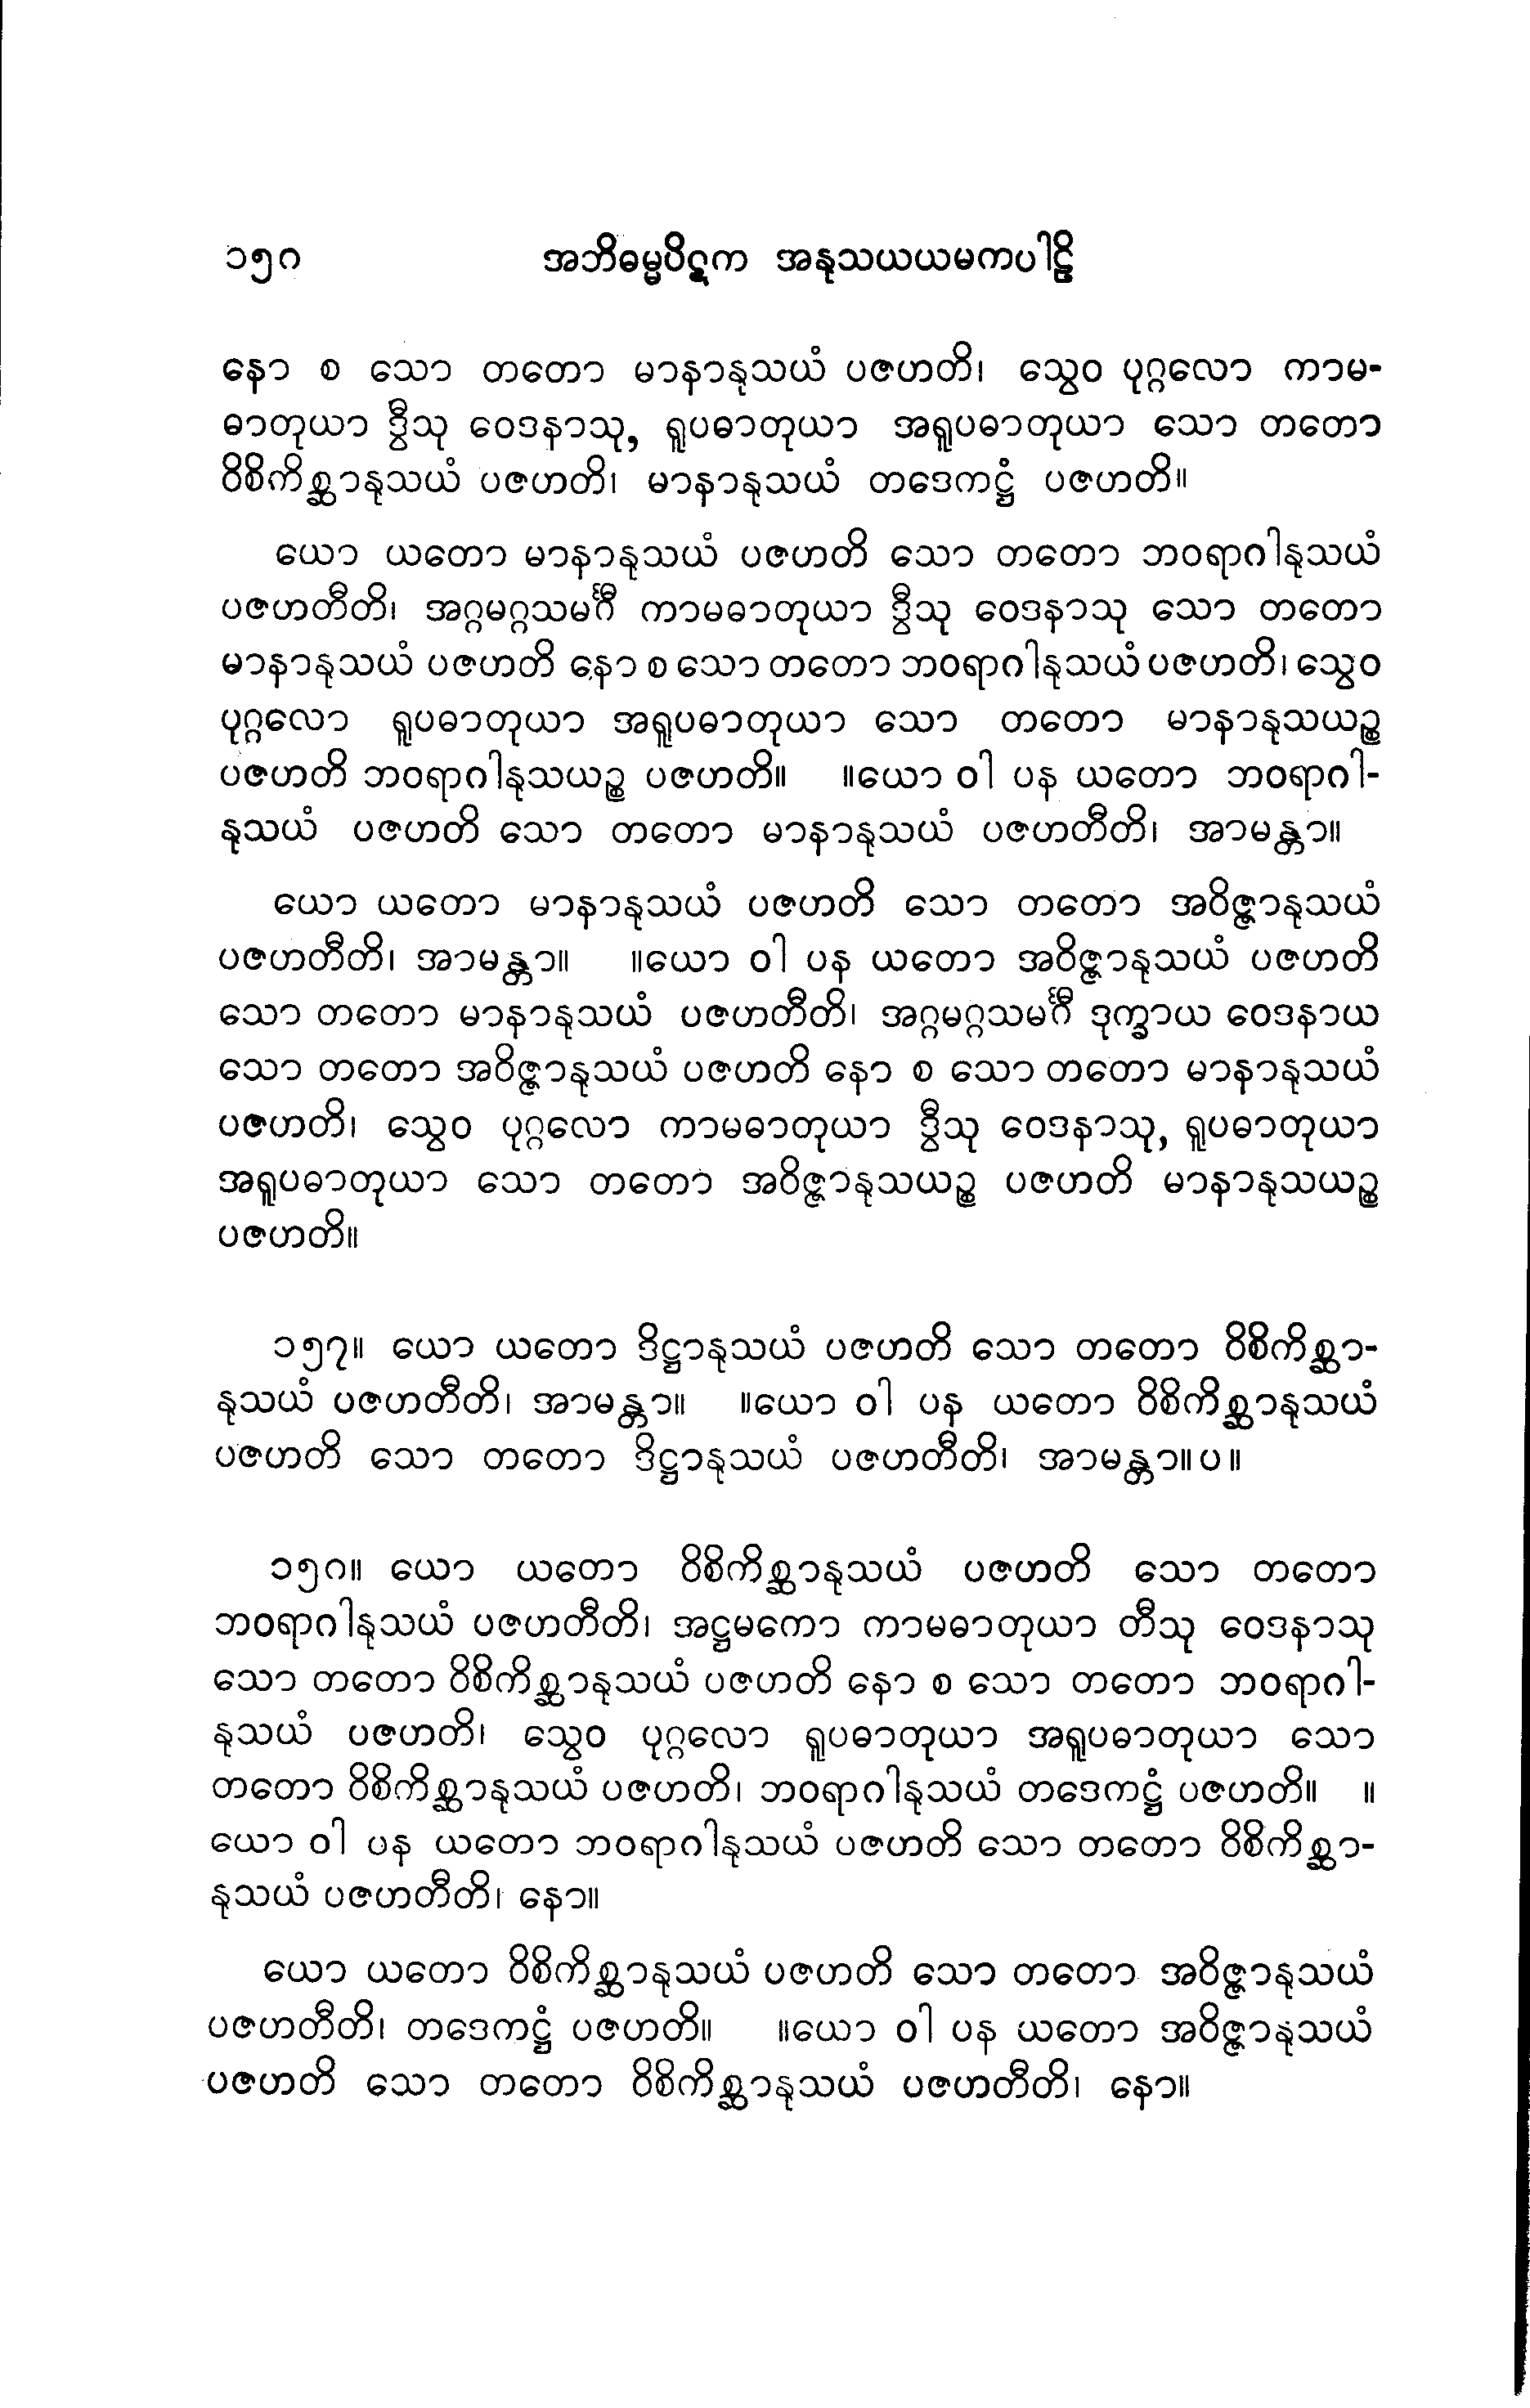 ၁၅၈ အဘိဓမ္မပိဋက အနုသယယမကပါဠိ
နော စ သော တတော မာနာနုသယံ ပဇဟတိ၊ သွေဝ ပုဂ္ဂလော ကာမ-
ဓာတုယာ ဒွီသု ဝေဒနာသု, ရူပဓာတုယာ အရူပဓာတုယာ သော တတော
ဝိစိကိစ္ဆာနုသယံ ပဇဟတိ၊ မာနာနုသယံ တဒေကဋ္ဌံ ပဇဟတိ။
ယော ယတော မာနာနုသယံ ပဇဟတိ သော တတော ဘဝရာဂါနုသယံ
ပဇဟတီတိ၊ အဂ္ဂမဂ္ဂသမင်္ဂီ ကာမဓာတုယာ ဒွီသု ဝေဒနာသု သော တတော
မာနာနုသယံ ပဇဟတိ နော စ သော တတော ဘဝရာဂါနုသယံ ပဇဟတိ၊ သွေဝ
ပုဂ္ဂလော ရူပဓာတုယာ အရူပဓာတုယာ သော တတော မာနာနုသယဉ္စ
ပဇဟတိ ဘဝရာဂါနုသယဉ္စ ပဇဟတိ။ ။ယော ဝါ ပန ယတော ဘဝရာဂါ-
နုသယံ ပဇဟတိ သော တတော မာနာနုသယံ ပဇဟတီတိ၊ အာမန္တာ။
ယော ယတော မာနာနုသယံ ပဇဟတိ သော တတော အဝိဇ္ဇာနုသယံ
ပဇဟတီတိ၊ အာမန္တာ။ ။ယော ဝါ ပန ယတော အဝိဇ္ဇာနုသယံ ပဇဟတိ
သော တတော မာနာနုသယံ ပဇဟတီတိ၊ အဂ္ဂမဂ္ဂသမင်္ဂီ ဒုက္ခာယ ဝေဒနာယ
သော တတော အဝိဇ္ဇာနုသယံ ပဇဟတိ နော စ သော တတော မာနာနုသယံ
ပဇဟတိ၊ သွေဝ ပုဂ္ဂလော ကာမဓာတုယာ ဒွီသု ဝေဒနာသု, ရူပဓာတုယာ
အရူပဓာတုယာ သော တတော အဝိဇ္ဇာနုသယဉ္စ ပဇဟတိ မာနာနုသယဉ္စ
ပဇဟတိ။
၁၅၇။ ယော ယတော ဒိဋ္ဌာနုသယံ ပဇဟတိ သော တတော ဝိစိကိစ္ဆာ-
နုသယံ ပဇဟတီတိ၊ အာမန္တာ။ ။ယော ဝါ ပန ယတော ဝိစိကိစ္ဆာနုသယံ
ပဇဟတိ သော တတော ဒိဋ္ဌာနုသယံ ပဇဟတီတိ၊ အာမန္တာ။ပ။
၁၅၈။ ယော ယတော ဝိစိကိစ္ဆာနုသယံ ပဇဟတိ သော တတော
ဘဝရာဂါနုသယံ ပဇဟတီတိ၊ အဋ္ဌမကော ကာမဓာတုယာ တီသု ဝေဒနာသု
သော တတော ဝိစိကိစ္ဆာနုသယံ ပဇဟတိ နော စ သော တတော ဘဝရာဂါ-
နုသယံ ပဇဟတိ၊ သွေဝ ပုဂ္ဂလော ရူပဓာတုယာ အရူပဓာတုယာ သော
တတော ဝိစိကိစ္ဆာနုသယံ ပဇဟတိ၊ ဘဝရာဂါနုသယံ တဒေကဋ္ဌံ ပဇဟတိ။ ။
ယော ဝါ ပန ယတော ဘဝရာဂါနုသယံ ပဇဟတိ သော တတော ဝိစိကိစ္ဆာ-
နုသယံ ပဇဟတီတိ၊ နော။
ယော ယတော ဝိစိကိစ္ဆာနုသယံ ပဇဟတိ သော တတော အဝိဇ္ဇာနုသယံ
ပဇဟတီတိ၊ တဒေကဋ္ဌံ ပဇဟတိ။ ။ယော ဝါ ပန ယတော အဝိဇ္ဇာနုသယံ
ပဇဟတိ သော တတော ဝိစိကိစ္ဆာနုသယံ ပဇဟတီတိ၊ နော။